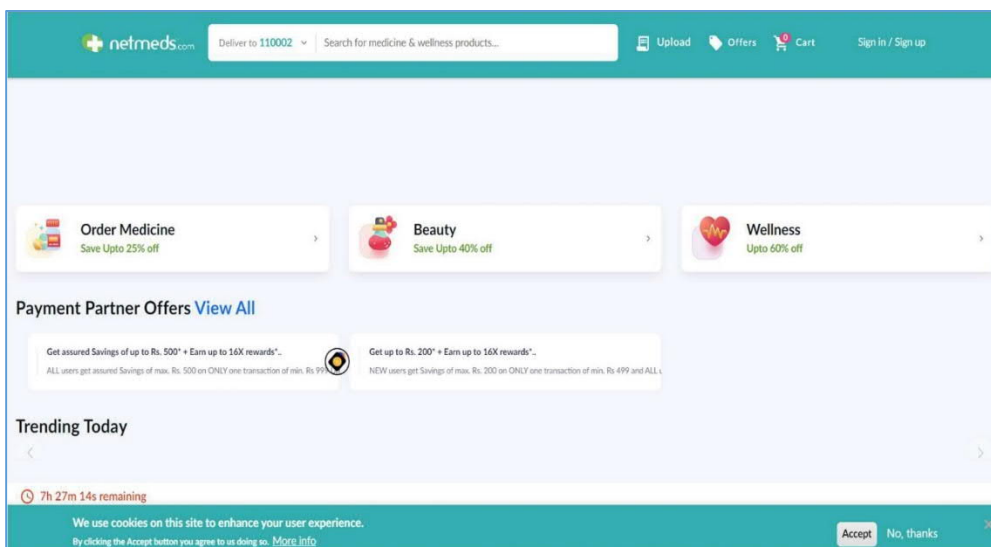 netmeds.com
Deliver to 110002
Search for medicine & wellness products...
Upload
Offers
0
Cart
Sign in / Sign up
Order Medicine
Save Upto 25% off
Beauty
Save Upto 40% off
Wellness
Upto 60% off
Payment Partner Offers View All
Get assured Savings of up to Rs. 500* + Earn up to 16X rewards*..
ALL users get assured Savings of max. Rs. 500 on ONLY one transaction of min. Rs 999
Get up to Rs. 200* + Earn up to 16X rewards*..
NEW users get Savings of max. Rs. 200 on ONLY one transaction of min. Rs 499 and ALL
Trending Today
7h 27m 14s remaining
We use cookies on this site to enhance your user experience.
By clicking the Accept button you agree to us doing so. More info
Accept
No, thanks